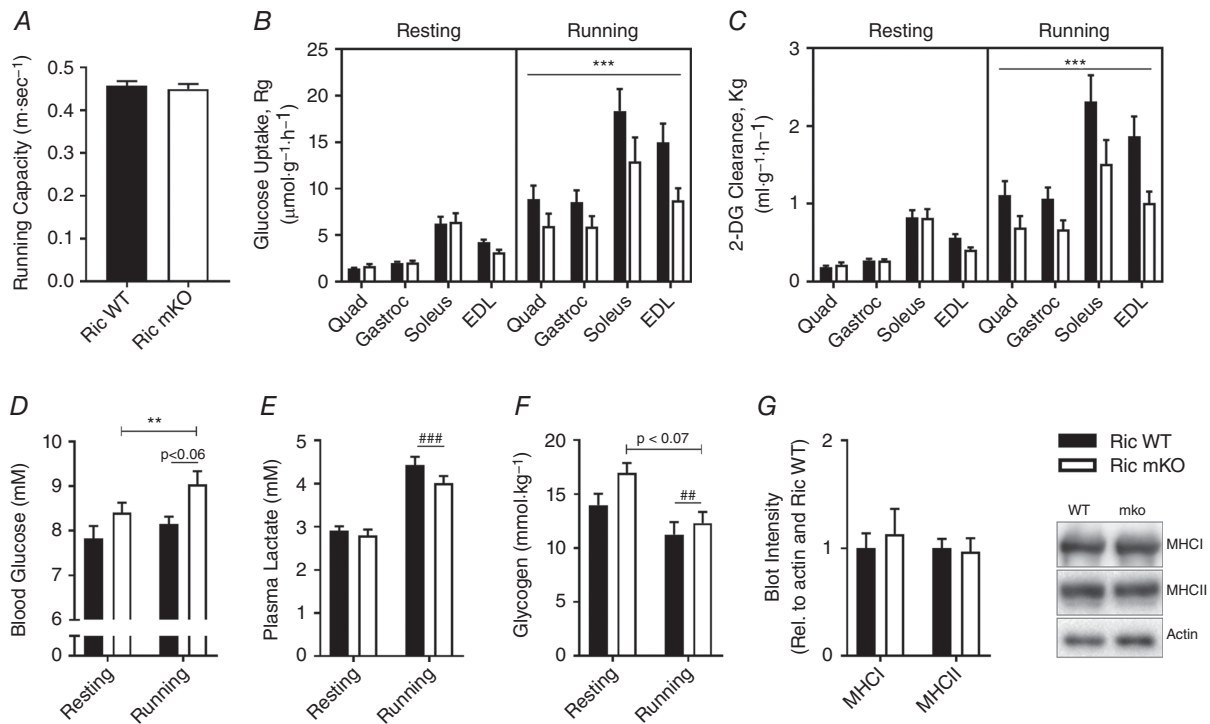 A
Running Capacity (m·sec⁻¹)
0.5
0.4
0.3
0.2
0.1
0.0
Ric WT
Ric mKO
B
Resting
Running
Glucose Uptake, Rg
(μmol·g⁻¹·h⁻¹)
25
20
15
10
5
0
***
Quad
Gastroc
Soleus
EDL
Quad
Gastroc
Soleus
EDL
C
Resting
Running
2-DG Clearance, Kg
(ml·g⁻¹·h⁻¹)
3
2
1
0
***
Quad
Gastroc
Soleus
EDL
Quad
Gastroc
Soleus
EDL
D
Blood Glucose
(mM)
10
9
8
7
6
0
**
p<0.06
Resting
Running
E
Plasma Lactate (mM)
5
4
3
2
1
0
###
Resting
Running
F
Glycogen (mmol.kg⁻¹)
20
15
10
5
0
p < 0.07
##
Resting
Running
G
Blot Intensity
(Rel. to actin and Ric WT)
2
1
0
MHCI
MHCII
Ric WT
Ric mKO
WT mko
MHCI
MHCII
Actin